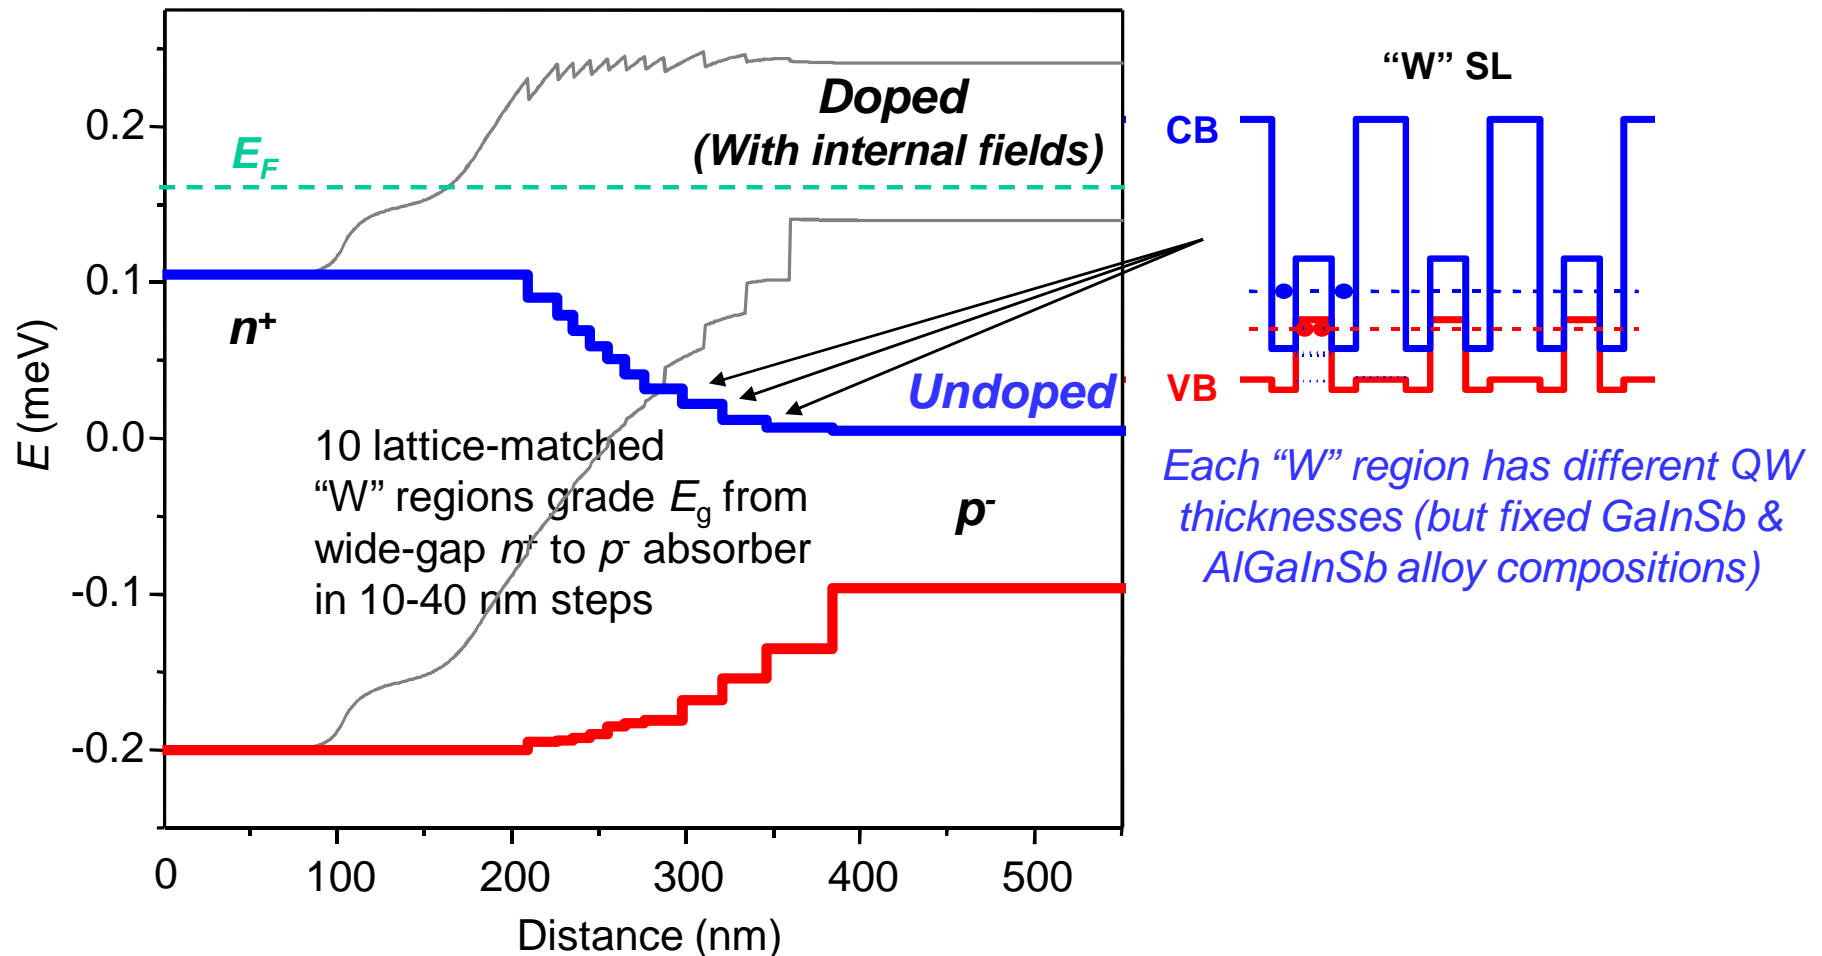 E (meV)
0.2
0.1
0.0
-0.1
-0.2
E_F
Doped
(With internal fields)
n⁺
Undoped
10 lattice-matched
“W” regions grade E_g from
wide-gap n⁺ to p⁻ absorber
in 10-40 nm steps
p⁻
0 100 200 300 400 500
Distance (nm)
“W” SL
CB
VB
Each “W” region has different QW
thicknesses (but fixed GaInSb &
AlGaInSb alloy compositions)